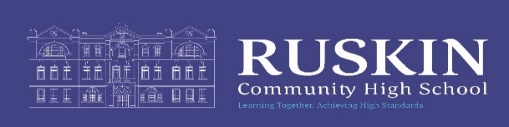 RUSKIN
Community High School
Learning Together, Achieving High Standards